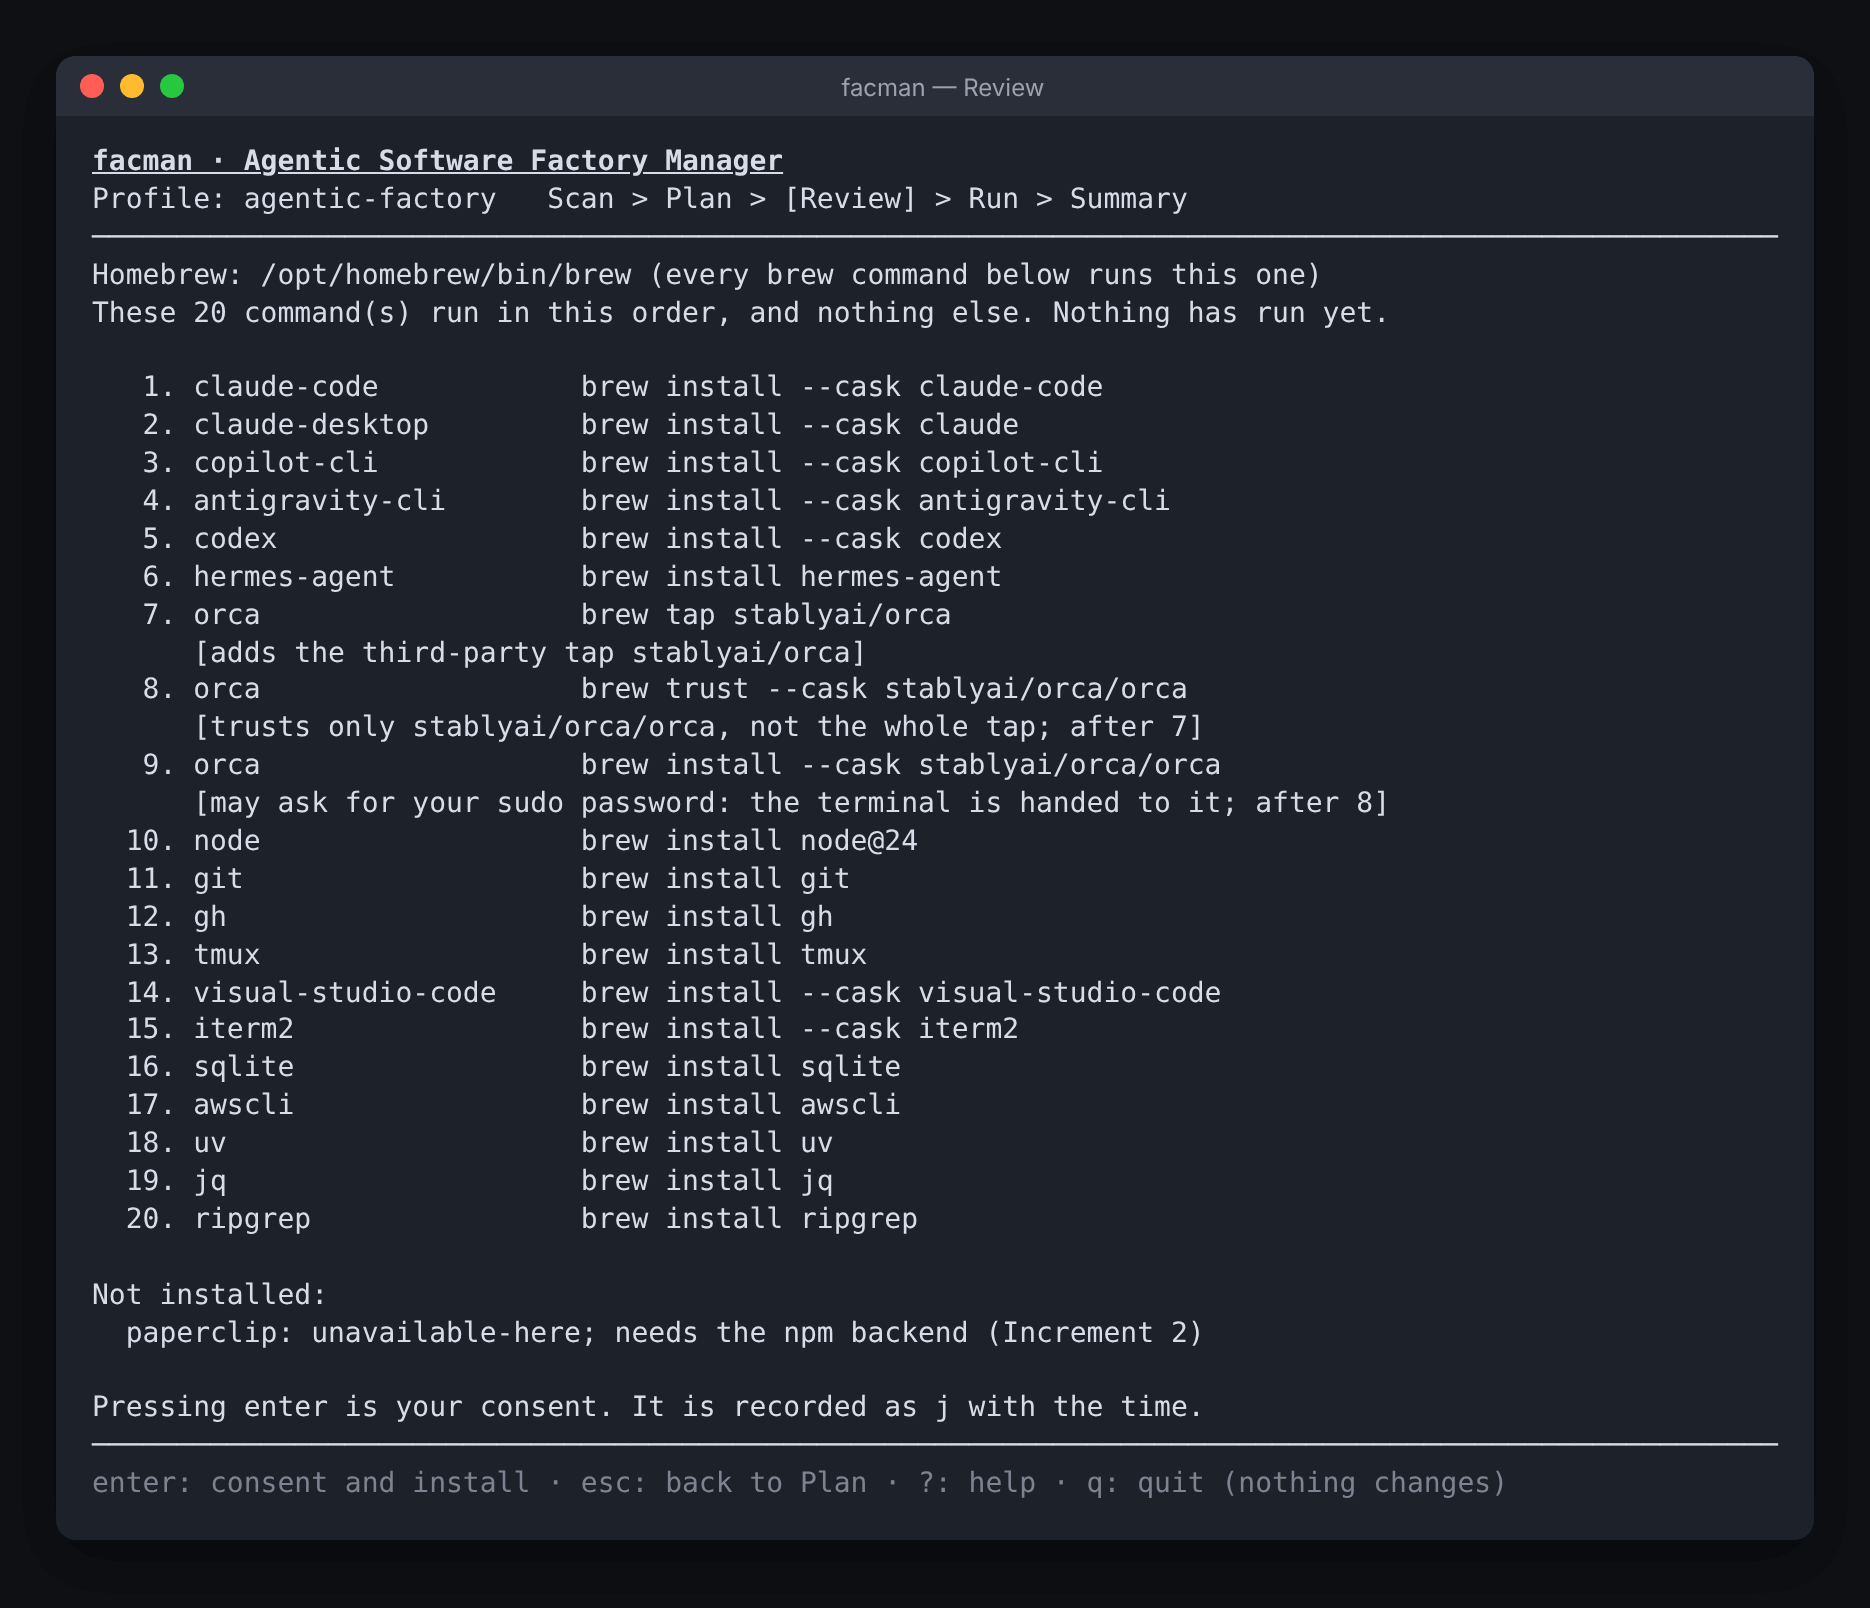 facman — Review
facman · Agentic Software Factory Manager
Profile: agentic-factory   Scan > Plan > [Review] > Run > Summary
Homebrew: /opt/homebrew/bin/brew (every brew command below runs this one)
These 20 command(s) run in this order, and nothing else. Nothing has run yet.
1. claude-code brew install --cask claude-code
2. claude-desktop brew install --cask claude
3. copilot-cli brew install --cask copilot-cli
4. antigravity-cli brew install --cask antigravity-cli
5. codex brew install --cask codex
6. hermes-agent brew install hermes-agent
7. orca brew tap stablyai/orca
[adds the third-party tap stablyai/orca]
8. orca brew trust --cask stablyai/orca/orca
[trusts only stablyai/orca/orca, not the whole tap; after 7]
9. orca brew install --cask stablyai/orca/orca
[may ask for your sudo password: the terminal is handed to it; after 8]
10. node brew install node@24
11. git brew install git
12. gh brew install gh
13. tmux brew install tmux
14. visual-studio-code brew install --cask visual-studio-code
15. iterm2 brew install --cask iterm2
16. sqlite brew install sqlite
17. awscli brew install awscli
18. uv brew install uv
19. jq brew install jq
20. ripgrep brew install ripgrep
Not installed:
paperclip: unavailable-here; needs the npm backend (Increment 2)
Pressing enter is your consent. It is recorded as j with the time.
enter: consent and install · esc: back to Plan · ?: help · q: quit (nothing changes)